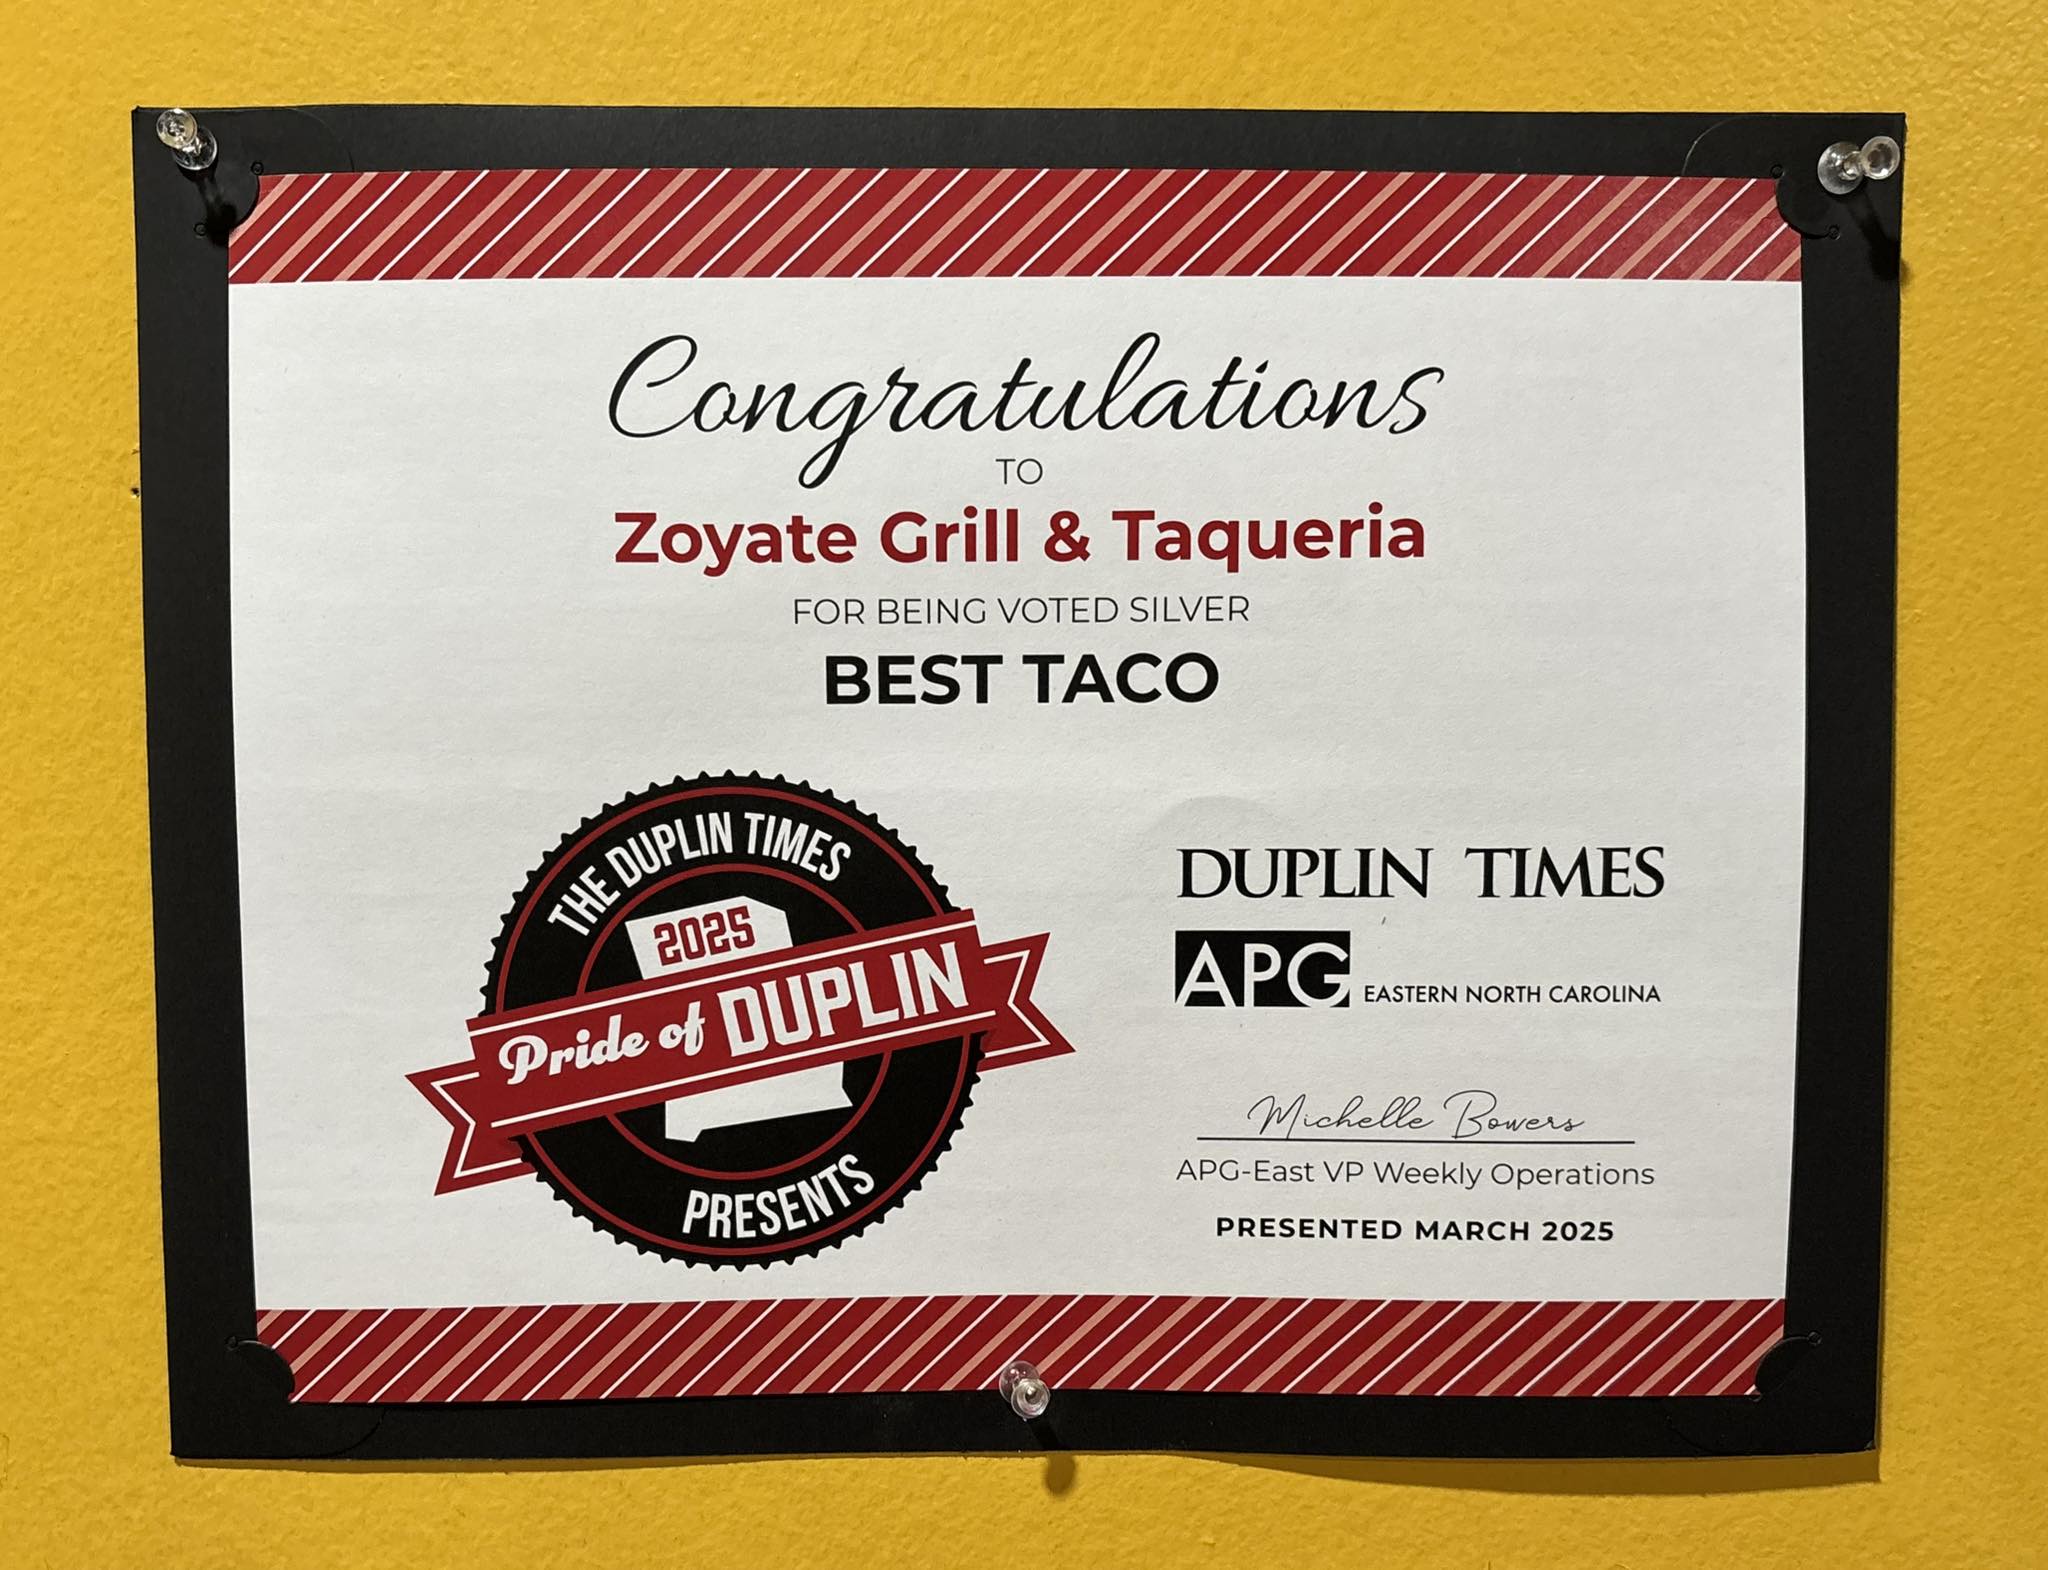 Congratulations
TO
Zoyate Grill & Taqueria
FOR BEING VOTED SILVER
BEST TACO
THE DUPLIN TIMES
2025
Pride of DUPLIN
PRESENTS
DUPLIN TIMES
APG EASTERN NORTH CAROLINA
Michelle Bowers
APG-East VP Weekly Operations
PRESENTED MARCH 2025